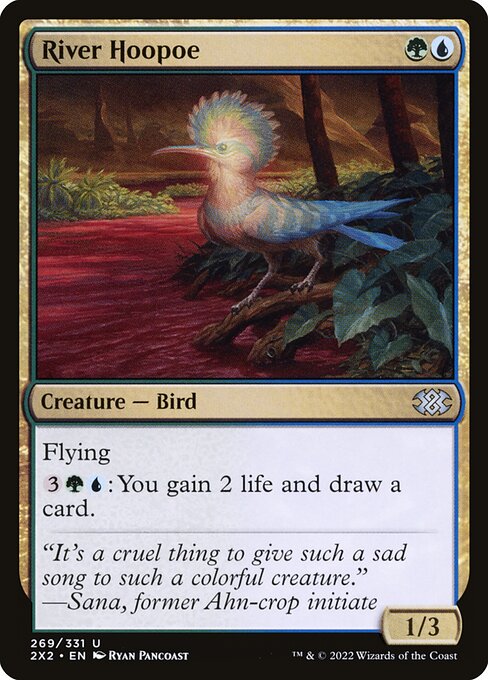 River Hoopoe
Creature — Bird
Flying
3 : You gain 2 life and draw a
card.
“It’s a cruel thing to give such a sad
song to such a colorful creature.”
—Sana, former Ahn-crop initiate
1/3
269/331 U
2X2 • EN Ryan Pancoast
™ & © 2022 Wizards of the Coast